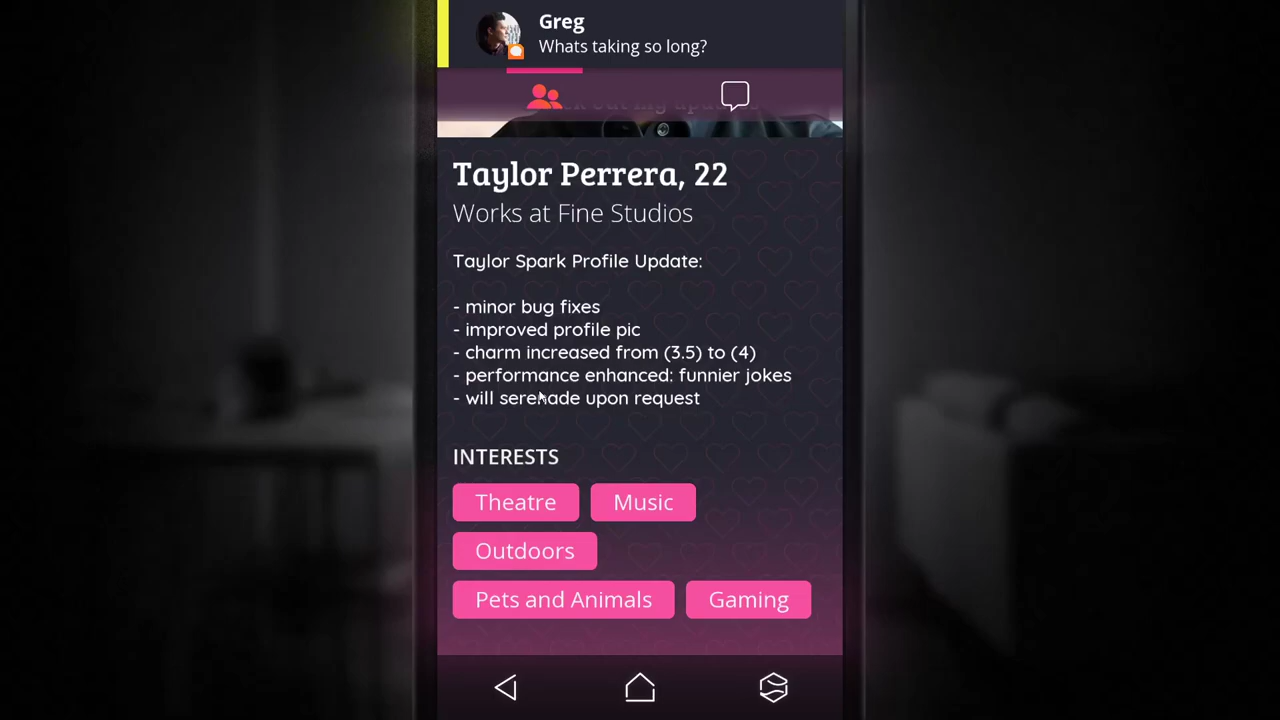 Greg
Whats taking so long?
Taylor Perrera, 22
Works at Fine Studios
Taylor Spark Profile Update:
- minor bug fixes
- improved profile pic
- charm increased from (3.5) to (4)
- performance enhanced: funnier jokes
- will serenade upon request
INTERESTS
Theatre
Music
Outdoors
Pets and Animals
Gaming